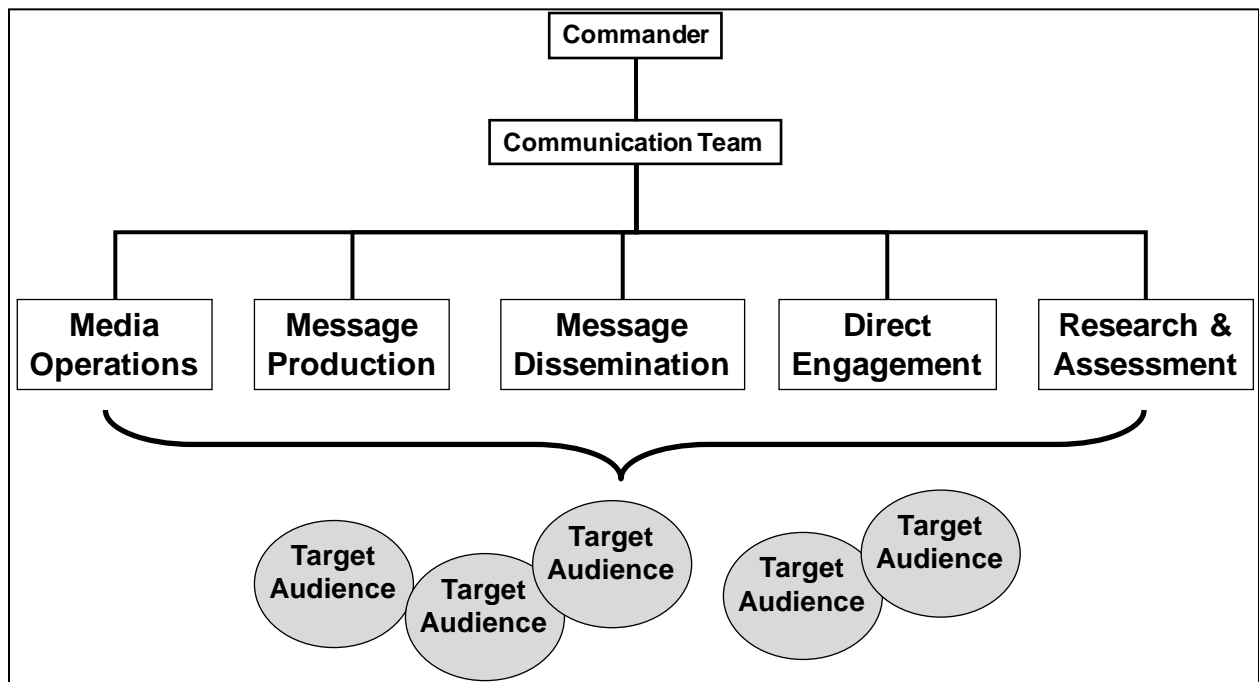 Commander
Communication Team
Media
Operations
Message
Production
Message
Dissemination
Direct
Engagement
Research &
Assessment
Target
Audience
Target
Audience
Target
Audience
Target
Audience
Target
Audience